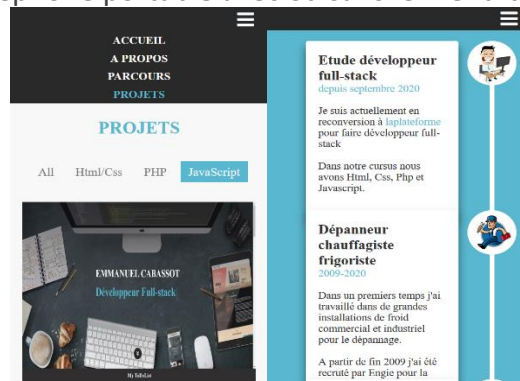 ACCUEIL
A PROPOS
PARCOURS
PROJETS
PROJETS
All Html/Css PHP JavaScript
EMMANUEL CABASSOT
Développeur Full-stack
My ToDoList
Etude développeur
full-stack
depuis septembre 2020
Je suis actuellement en
reconversion à laplateforme
pour faire développeur full-
stack
Dans notre cursus nous
avons Html, Css, Php et
Javascript.
Dépanneur
chauffagiste
frigoriste
2009-2020
Dans un premiers temps j'ai
travaillé dans de grandes
installations de froid
commercial et industriel
pour le dépannage.
A partir de fin 2009 j'ai été
recruté par Engie pour la